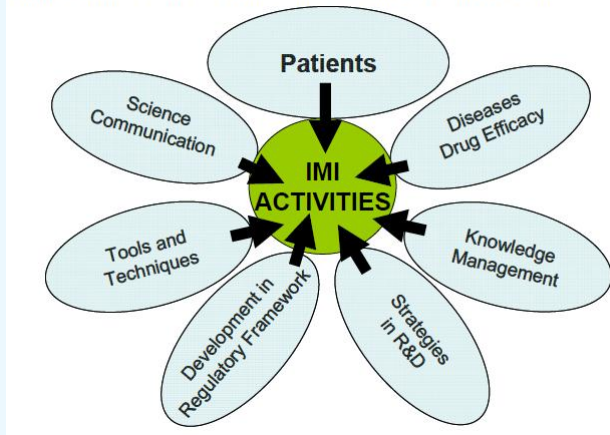 Patients
Science
Communication
Diseases
Drug Efficacy
IMI
ACTIVITIES
Tools and
Techniques
Knowledge
Management
Development in
Regulatory Framework
Strategies
in R&D